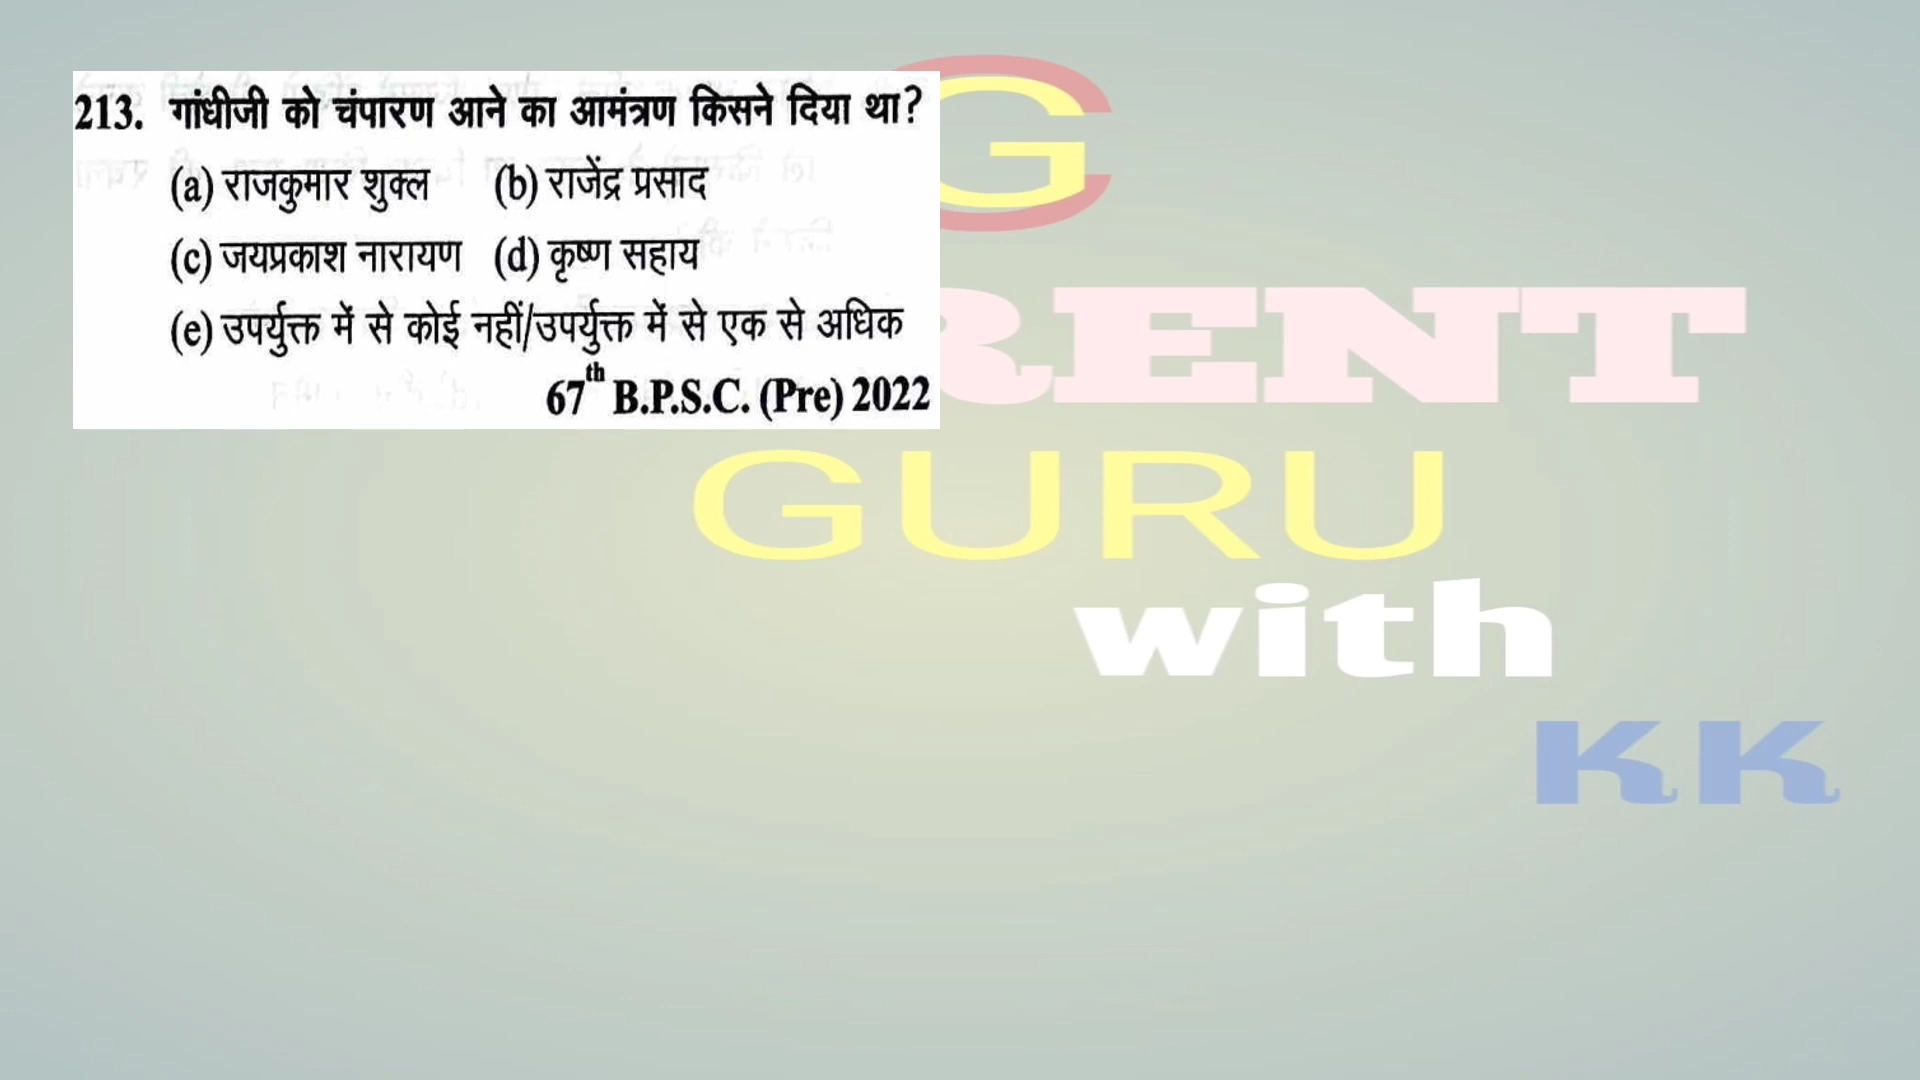 213. गांधीजी को चंपारण आने का आमंत्रण किसने दिया था?
(a) राजकुमार शुक्ल (b) राजेंद्र प्रसाद
(c) जयप्रकाश नारायण (d) कृष्ण सहाय
(e) उपर्युक्त में से कोई नहीं/उपर्युक्त में से एक से अधिक
67th B.P.S.C. (Pre) 2022
G
RENT
GURU
with
KK